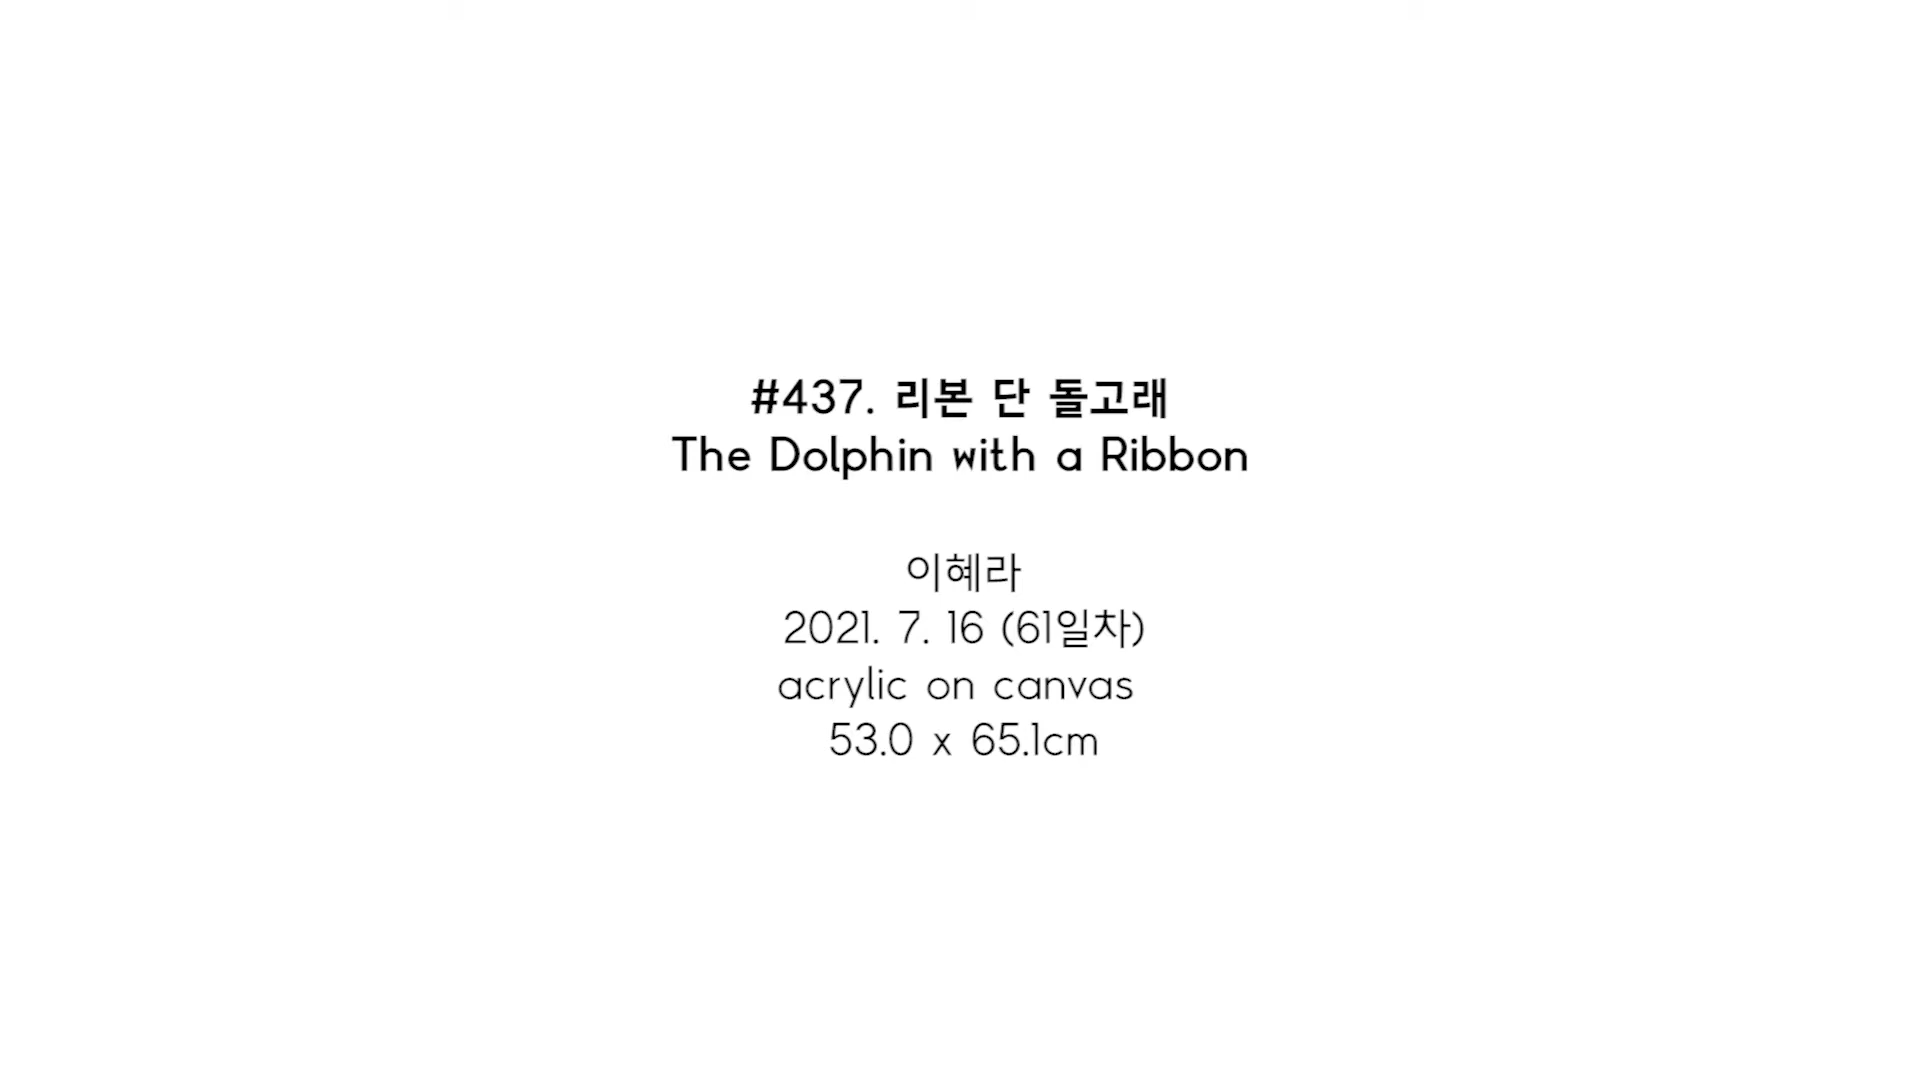 #437. 리본 단 돌고래
The Dolphin with a Ribbon
이혜라
2021. 7. 16 (61일차)
acrylic on canvas
53.0 x 65.1cm